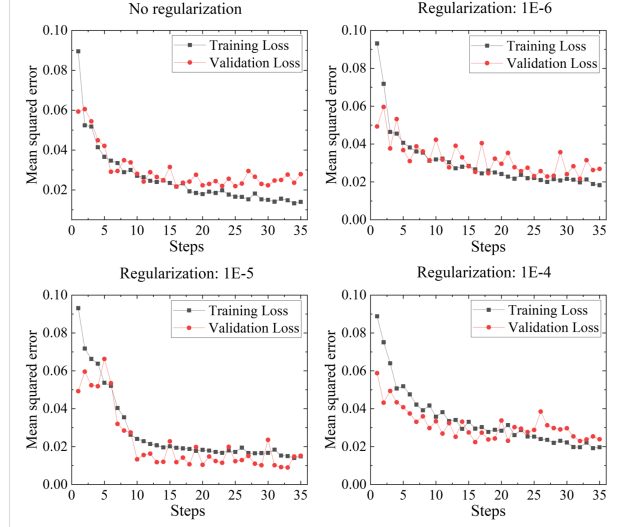 No regularization
0.10
0.08
0.06
0.04
0.02
Mean squared error
Training Loss
Validation Loss
0 5 10 15 20 25 30 35
Steps
Regularization: 1E-6
0.10
0.08
0.06
0.04
0.02
0.00
Mean squared error
Training Loss
Validation Loss
0 5 10 15 20 25 30 35
Steps
Regularization: 1E-5
0.10
0.08
0.06
0.04
0.02
0.00
Mean squared error
Training Loss
Validation Loss
0 5 10 15 20 25 30 35
Steps
Regularization: 1E-4
0.10
0.08
0.06
0.04
0.02
0.00
Mean squared error
Training Loss
Validation Loss
0 5 10 15 20 25 30 35
Steps